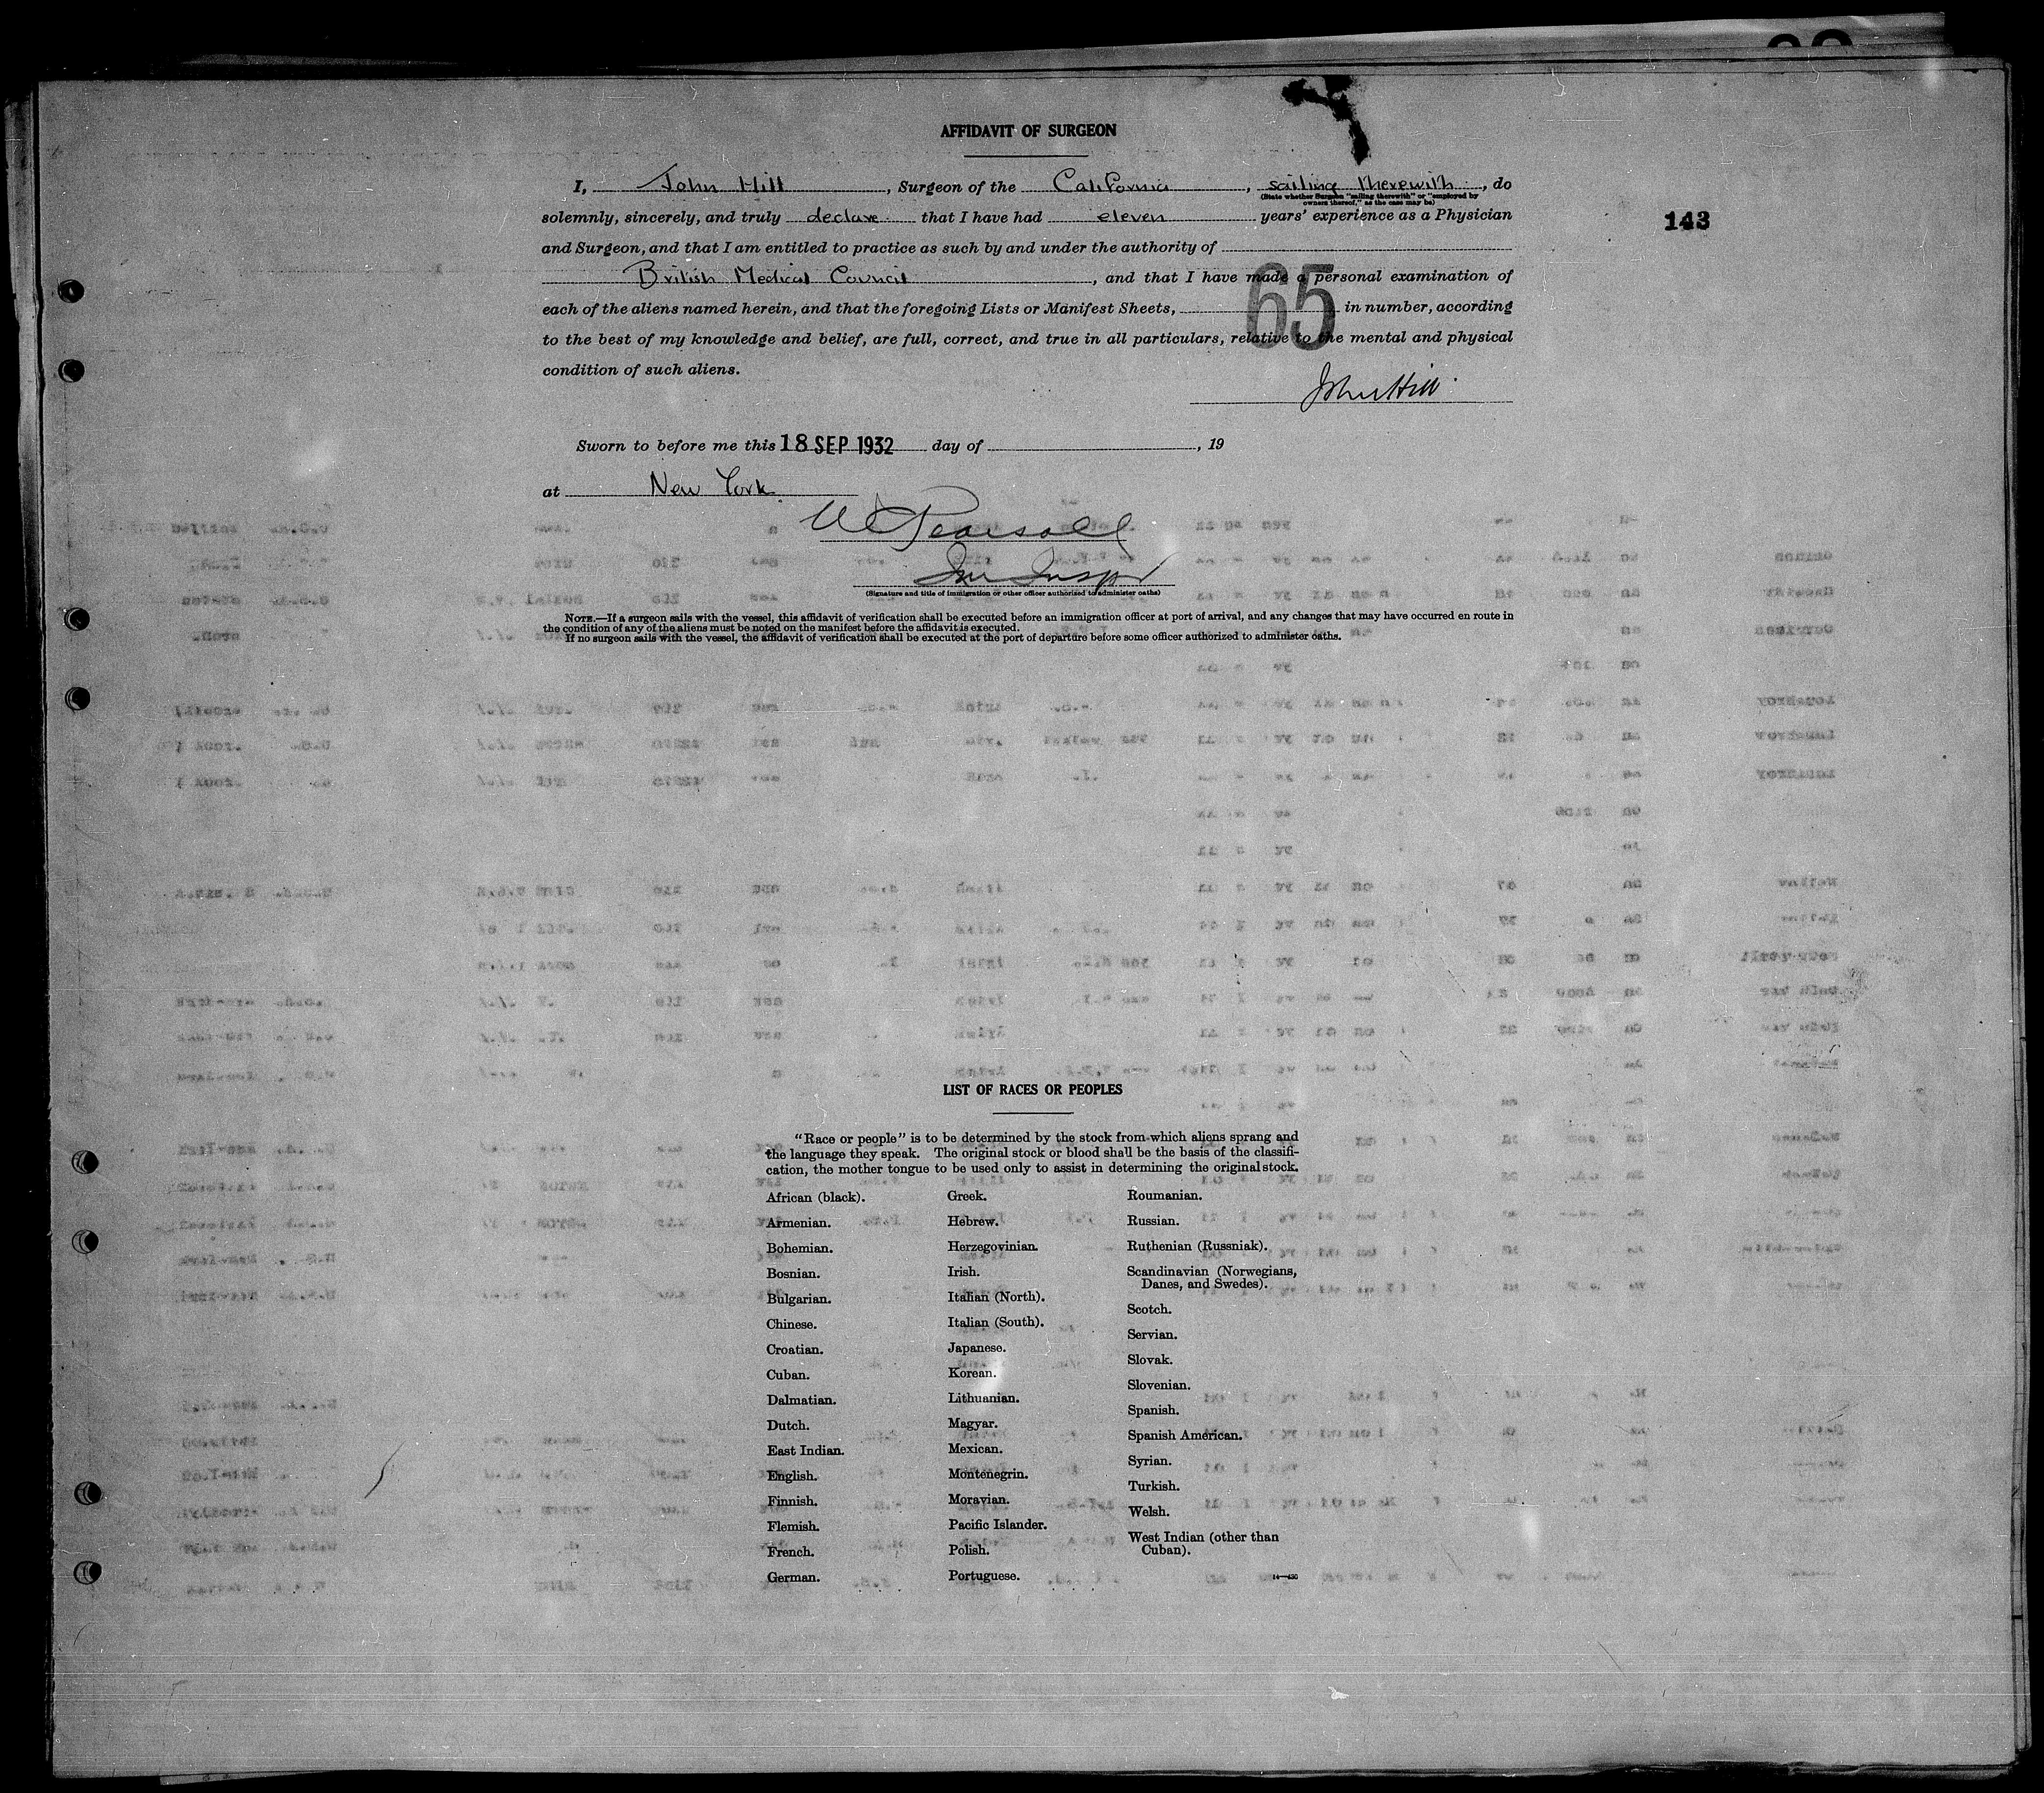 AFFIDAVIT OF SURGEON
I, John Hill, Surgeon of the California, sailing therewith, do
(State whether Surgeon "sailing therewith" or "employed by
owners thereof," as the case may be)
solemnly, sincerely, and truly declare that I have had eleven years' experience as a Physician
143
and Surgeon, and that I am entitled to practice as such by and under the authority of
British Medical Council, and that I have made a personal examination of
each of the aliens named herein, and that the foregoing Lists or Manifest Sheets, 65 in number, according
to the best of my knowledge and belief, are full, correct, and true in all particulars, relative to the mental and physical
condition of such aliens.
John Hill
Sworn to before me this 18 SEP 1932 day of , 19
at New York
W Pearsall
Im Inspr
(Signature and title of immigration or other officer authorized to administer oaths)
NOTE.—If a surgeon sails with the vessel, this affidavit of verification shall be executed before an immigration officer at port of arrival, and any changes that may have occurred en route in
the condition of any of the aliens must be noted on the manifest before the affidavit is executed.
If no surgeon sails with the vessel, the affidavit of verification shall be executed at the port of departure before some officer authorized to administer oaths.
LIST OF RACES OR PEOPLES
"Race or people" is to be determined by the stock from which aliens sprang and
the language they speak. The original stock or blood shall be the basis of the classifi-
cation, the mother tongue to be used only to assist in determining the original stock.
African (black).
Armenian.
Bohemian.
Bosnian.
Bulgarian.
Chinese.
Croatian.
Cuban.
Dalmatian.
Dutch.
East Indian.
English.
Finnish.
Flemish.
French.
German.
Greek.
Hebrew.
Herzegovinian.
Irish.
Italian (North).
Italian (South).
Japanese.
Korean.
Lithuanian.
Magyar.
Mexican.
Montenegrin.
Moravian.
Pacific Islander.
Polish.
Portuguese.
Roumanian.
Russian.
Ruthenian (Russniak).
Scandinavian (Norwegians,
Danes, and Swedes).
Scotch.
Servian.
Slovak.
Slovenian.
Spanish.
Spanish American.
Syrian.
Turkish.
Welsh.
West Indian (other than
Cuban).